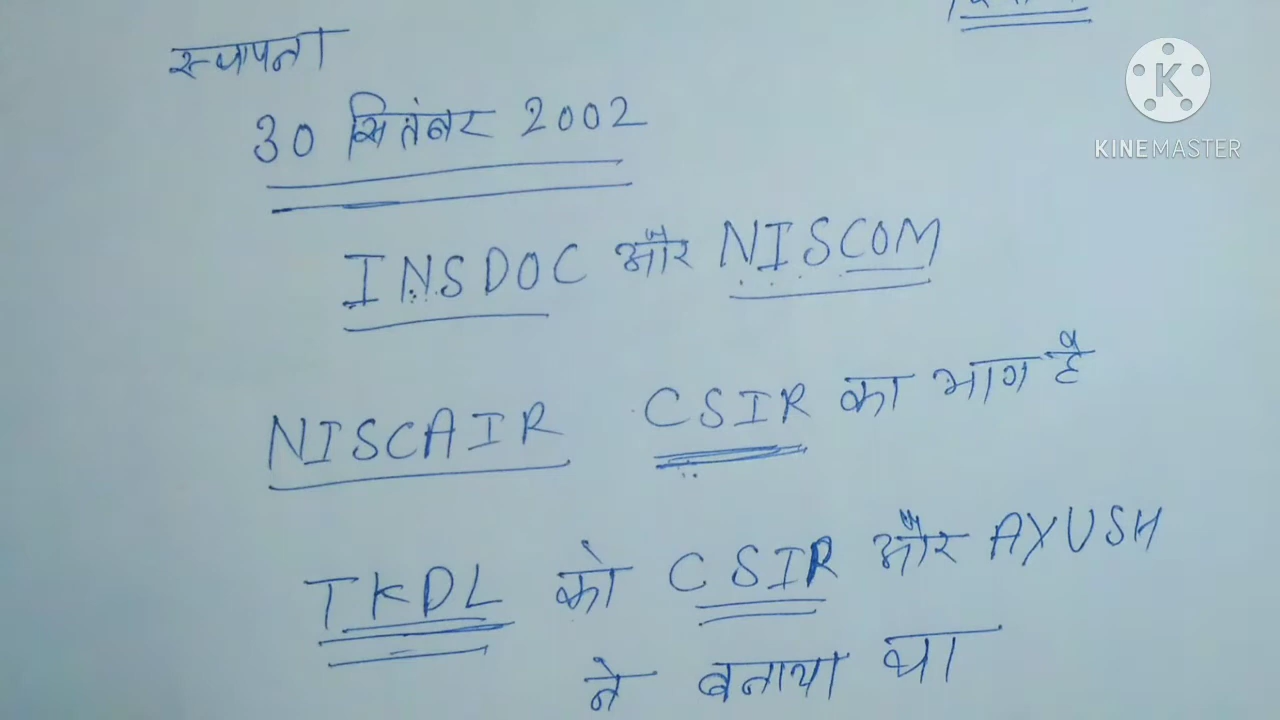 स्थापना
30 सितंबर 2002
INSDOC और NISCOM
NISCAIR CSIR का भाग है
TKDL को CSIR और AYUSH
ने बनाया था
KINEMASTER